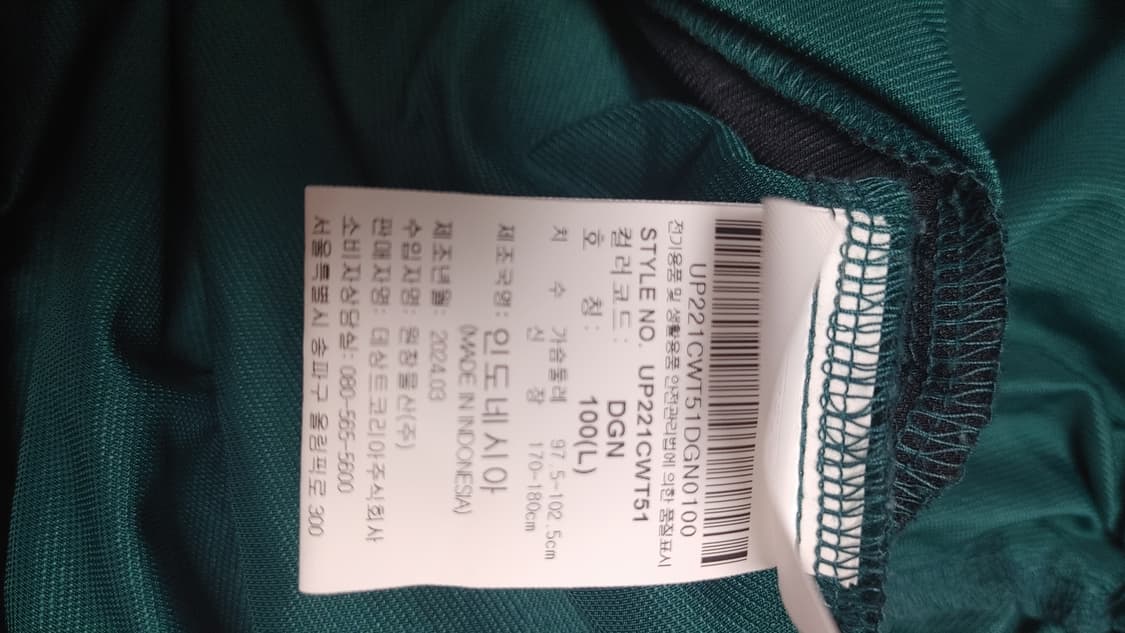 UP221CWT51DGN0100
전기용품 및 생활용품 안전관리법에 의한 품질표시
STYLE NO. UP221CWT51
컬러코드 : DGN
호 칭 : 100(L)
치 수 가슴둘레 97.5-102.5cm
신 장 170-180cm
제조국명: 인도네시아
(MADE IN INDONESIA)
제조년월: 2024.03
수입자명: 원창물산(주)
판매자명: 데상트코리아주식회사
소비자상담실: 080-565-5600
서울특별시 송파구 올림픽로 300